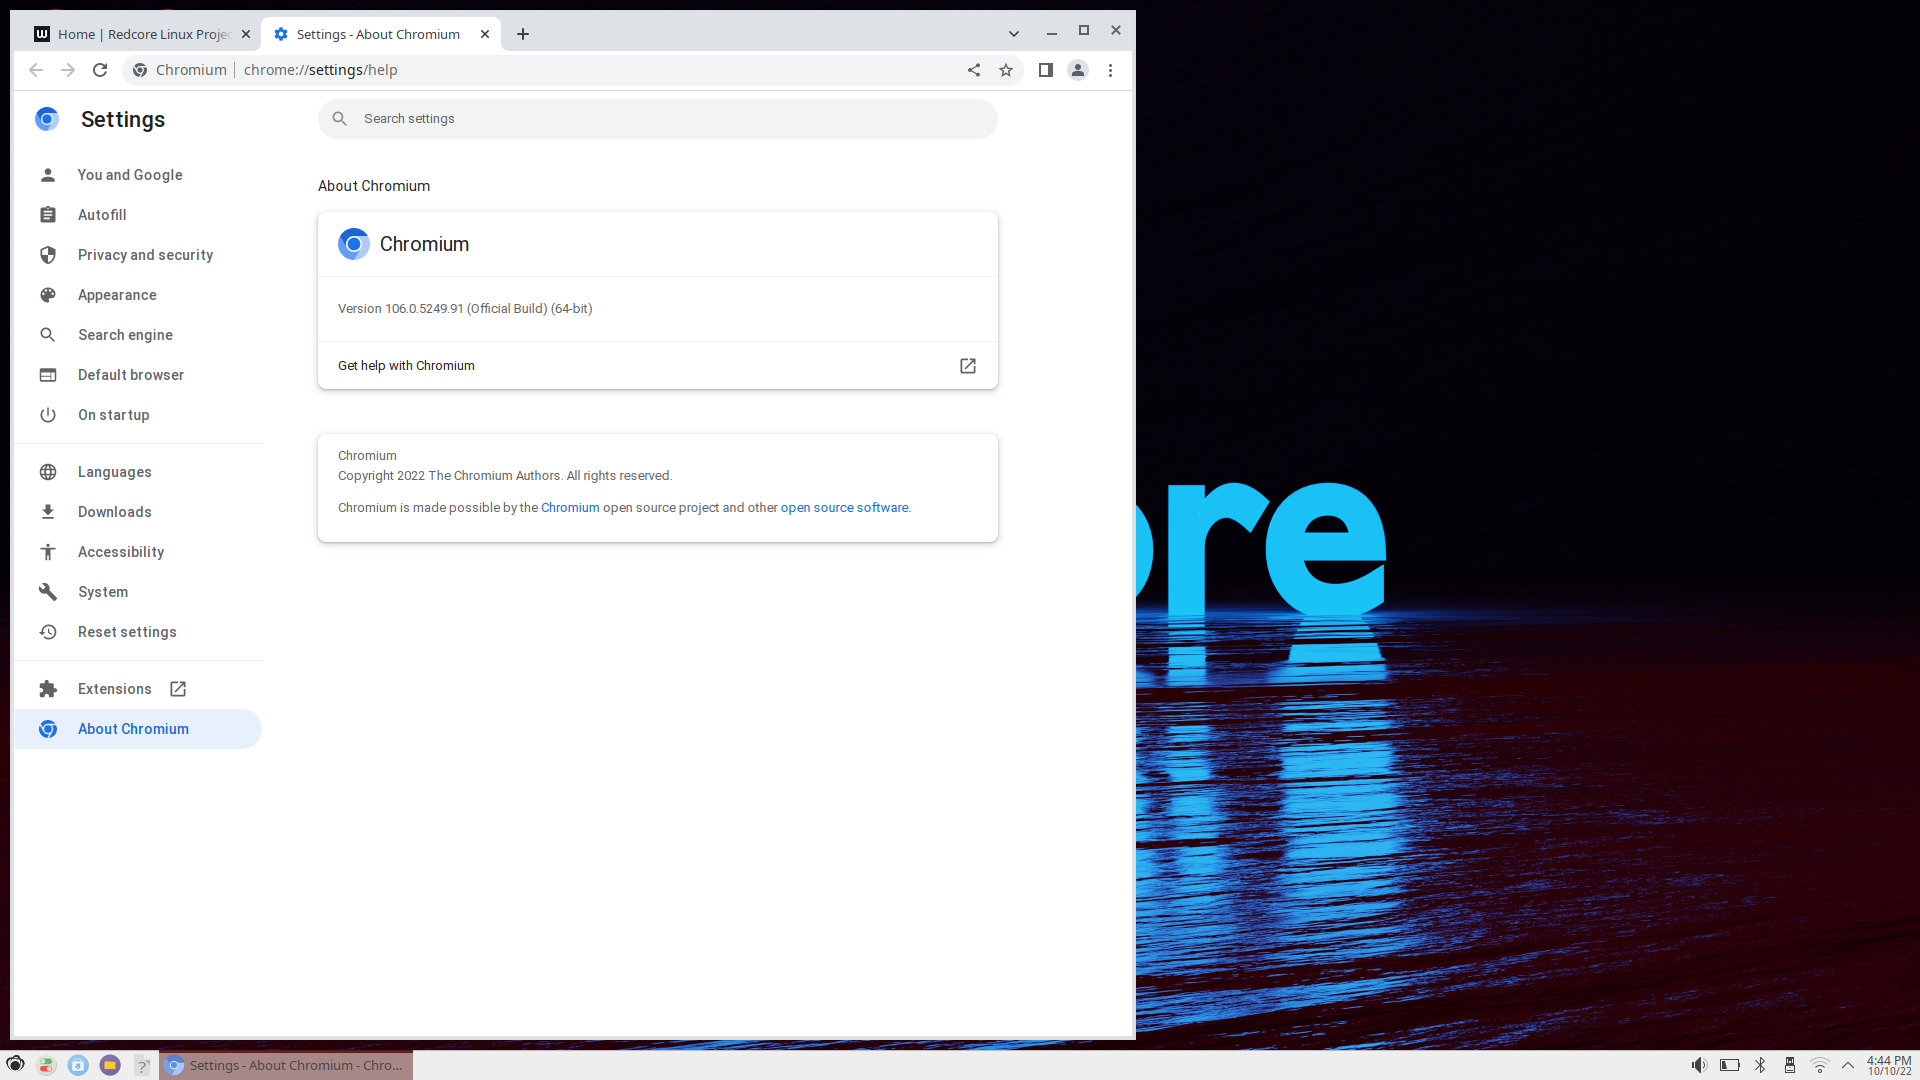 Home | Redcore Linux Projec
Settings - About Chromium
Chromium
chrome://settings/help
Settings
Search settings
You and Google
Autofill
Privacy and security
Appearance
Search engine
Default browser
On startup
Languages
Downloads
Accessibility
System
Reset settings
Extensions
About Chromium
About Chromium
Chromium
Version 106.0.5249.91 (Official Build) (64-bit)
Get help with Chromium
Chromium
Copyright 2022 The Chromium Authors. All rights reserved.
Chromium is made possible by the Chromium open source project and other open source software.
ore
Settings - About Chromium - Chro...
4:44 PM
10/10/22